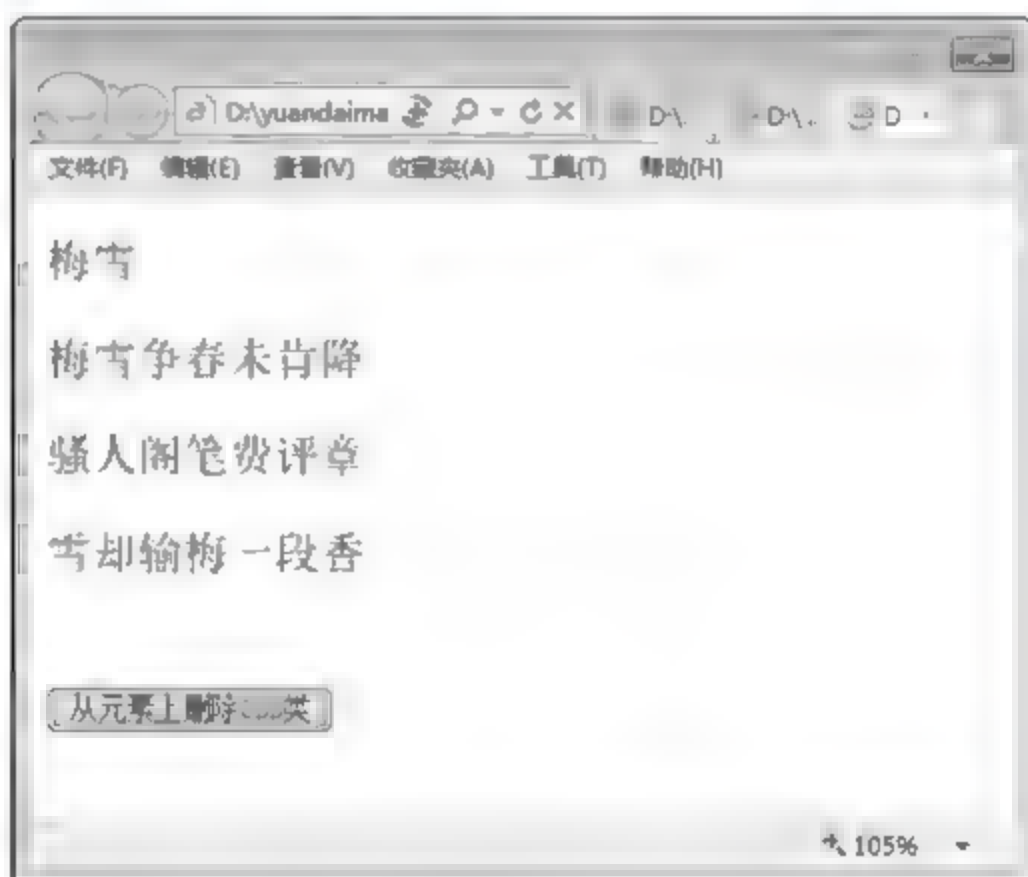 D:\yuandaima D:\ D:\ D
文件(F) 编辑(E) 查看(V) 收藏夹(A) 工具(T) 帮助(H)
梅雪
梅雪争春未肯降
骚人阁笔费评章
雪却输梅一段香
从元素上删除 类
105%